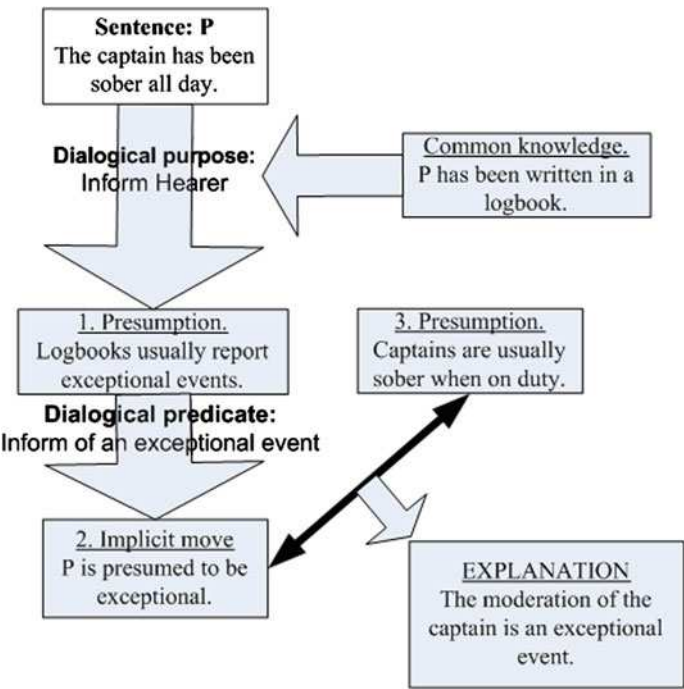 Sentence: P
The captain has been
sober all day.
Dialogical purpose:
Inform Hearer
Common knowledge.
P has been written in a
logbook.
1. Presumption.
Logbooks usually report
exceptional events.
3. Presumption.
Captains are usually
sober when on duty.
Dialogical predicate:
Inform of an exceptional event
2. Implicit move
P is presumed to be
exceptional.
EXPLANATION
The moderation of the
captain is an exceptional
event.